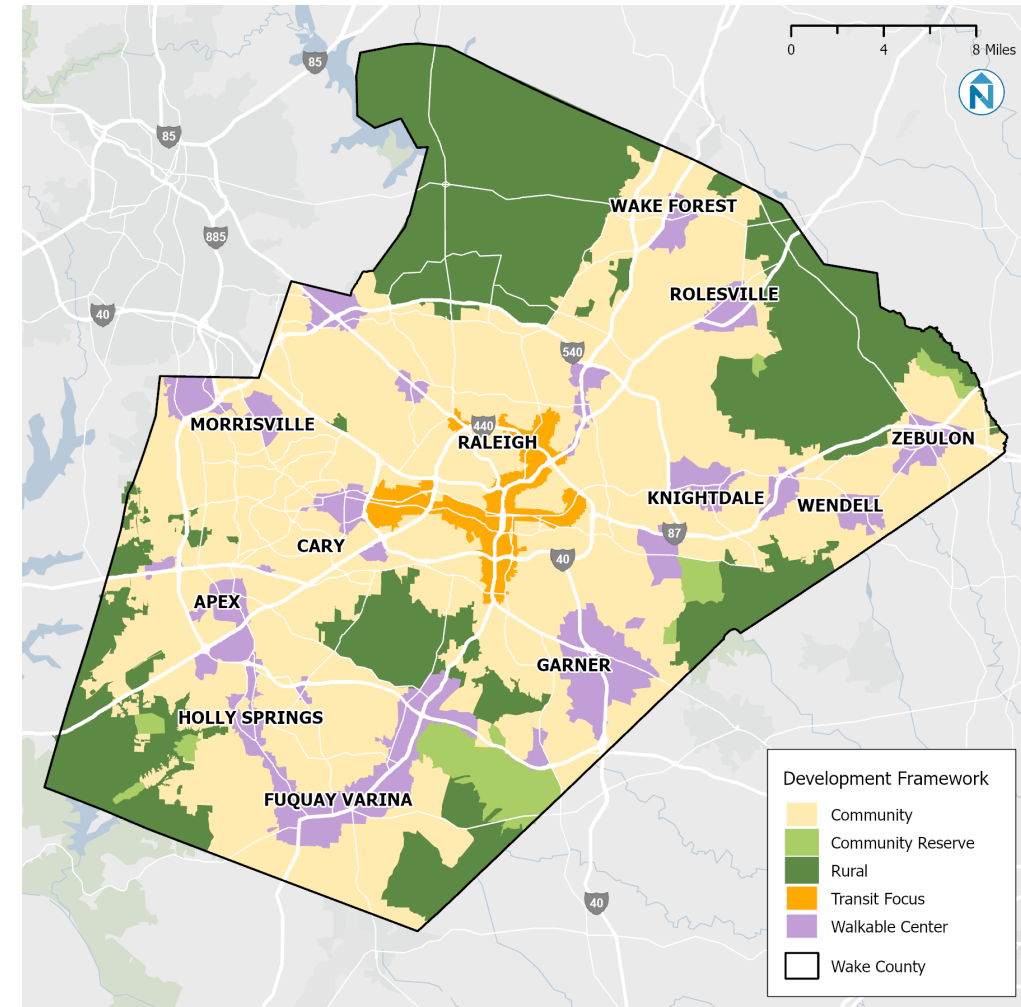 0 4 8 Miles
N
85
85
WAKE FOREST
885
ROLESVILLE
40
540
MORRISVILLE
440
RALEIGH
ZEBULON
KNIGHTDALE
WENDELL
CARY
87
40
APEX
GARNER
HOLLY SPRINGS
FUQUAY VARINA
40
Development Framework
Community
Community Reserve
Rural
Transit Focus
Walkable Center
Wake County